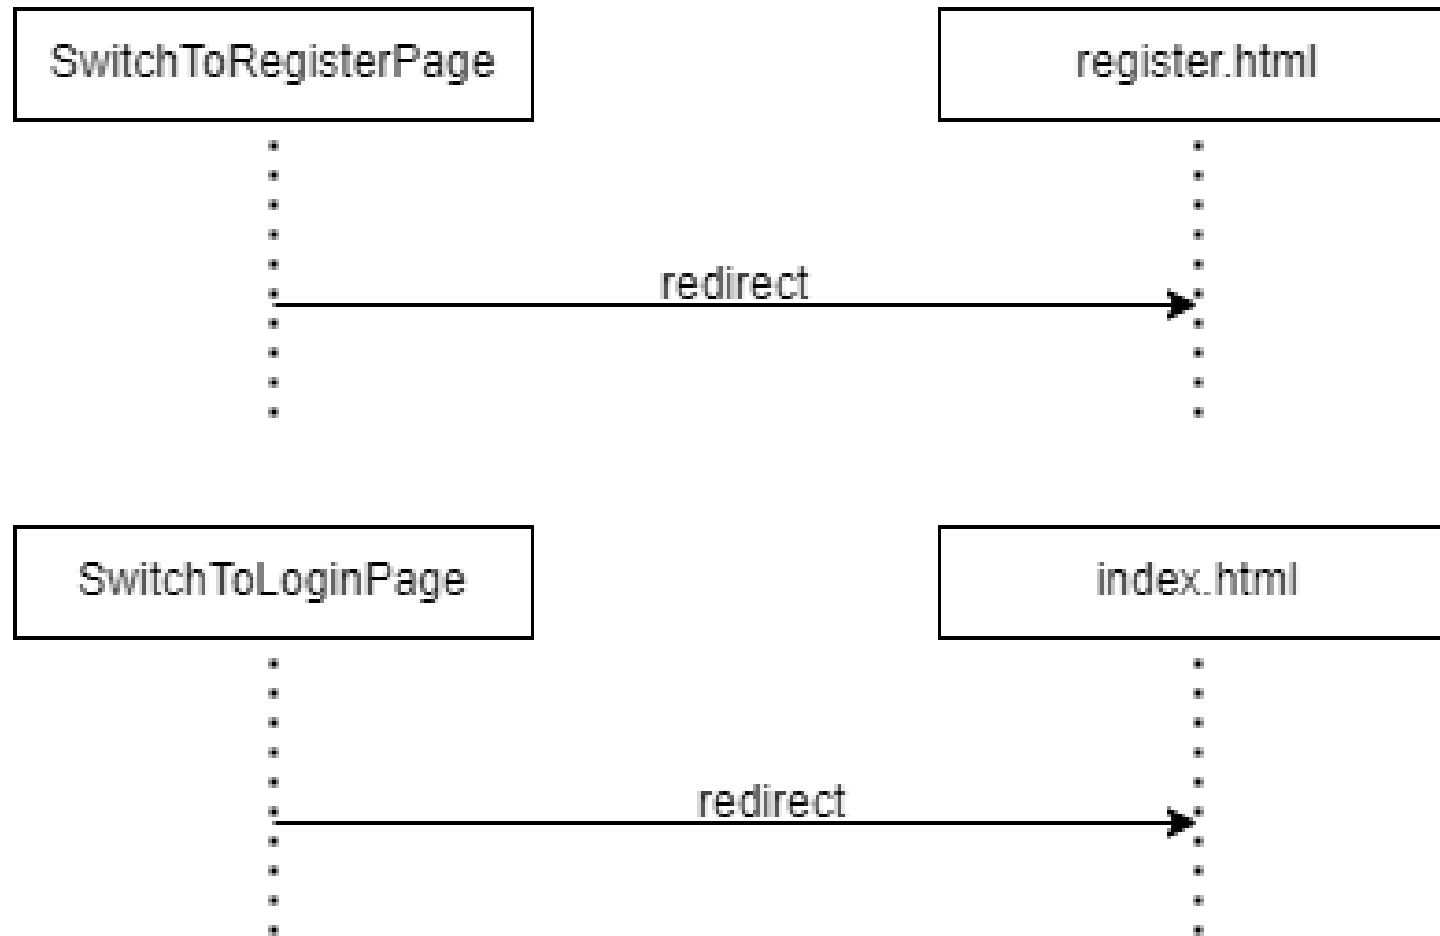 SwitchToRegisterPage
register.html
redirect
SwitchToLoginPage
index.html
redirect